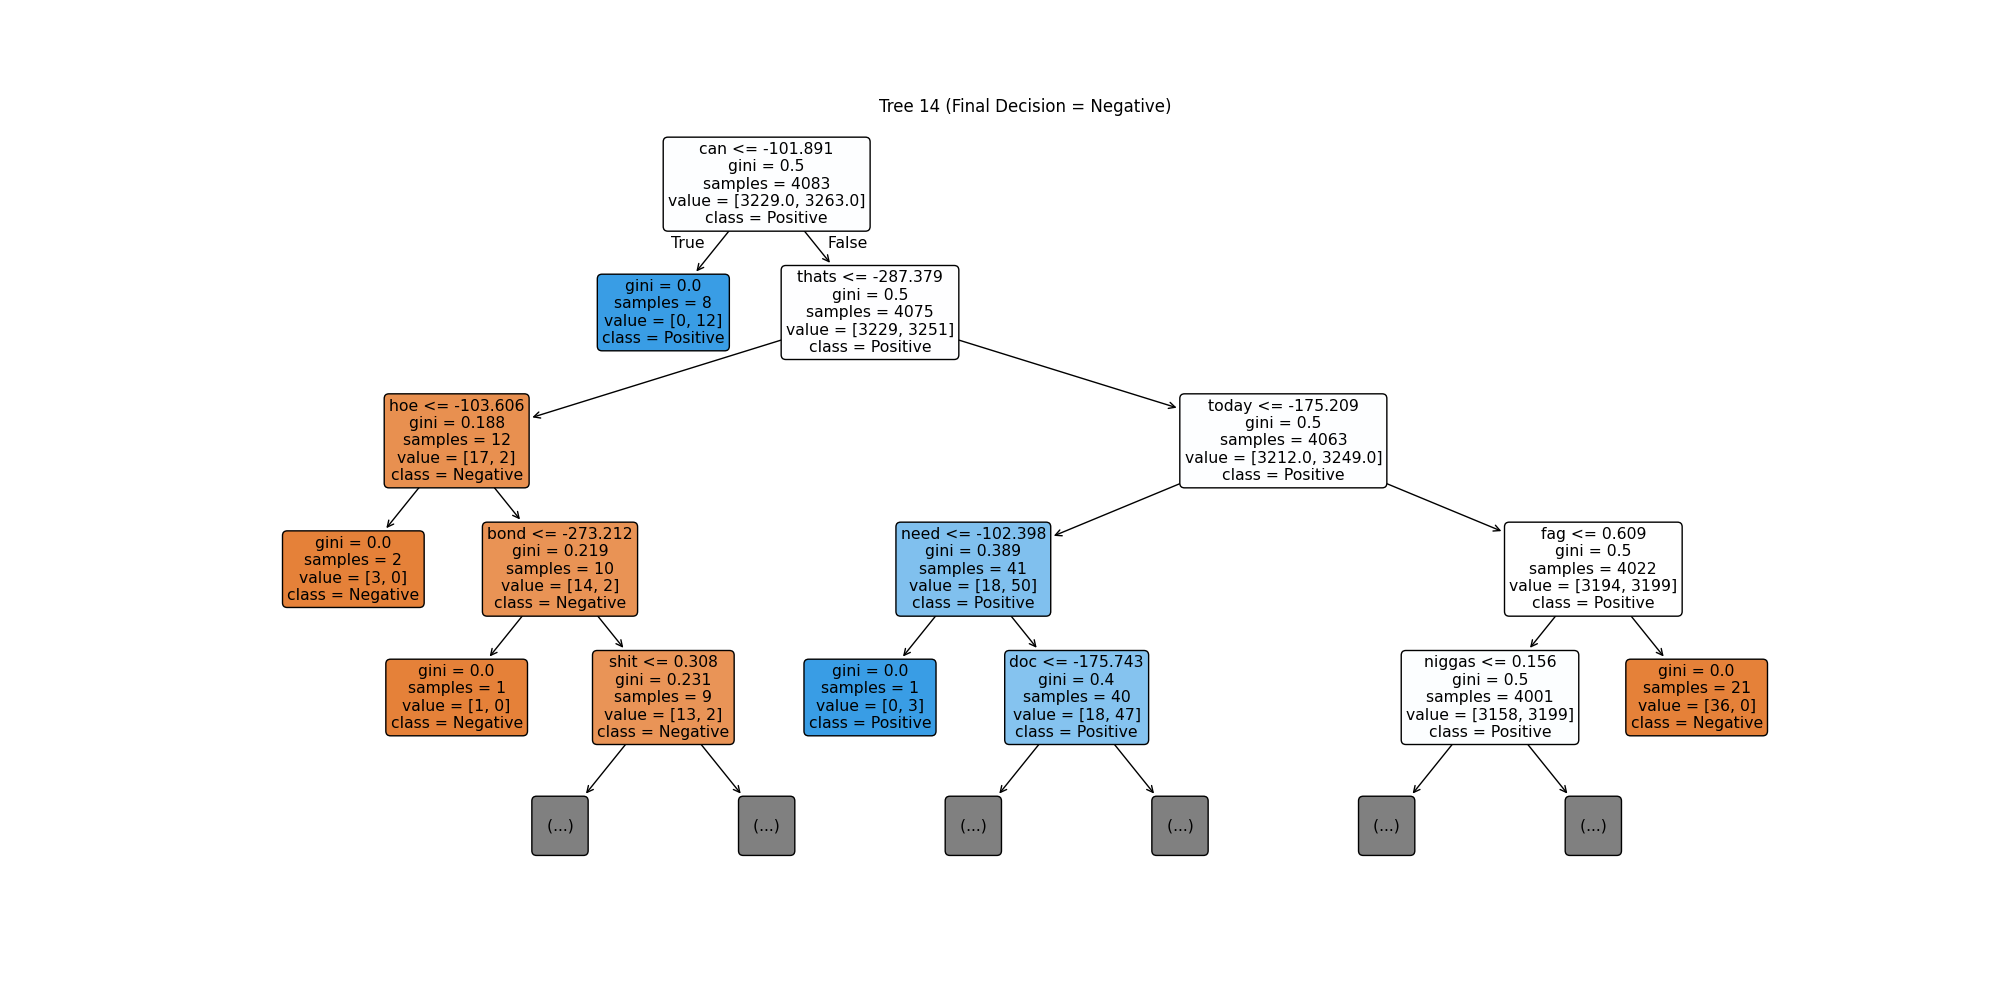 Tree 14 (Final Decision = Negative)
can <= -101.891
gini = 0.5
samples = 4083
value = [3229.0, 3263.0]
class = Positive
True
False
gini = 0.0
samples = 8
value = [0, 12]
class = Positive
thats <= -287.379
gini = 0.5
samples = 4075
value = [3229, 3251]
class = Positive
hoe <= -103.606
gini = 0.188
samples = 12
value = [17, 2]
class = Negative
today <= -175.209
gini = 0.5
samples = 4063
value = [3212.0, 3249.0]
class = Positive
gini = 0.0
samples = 2
value = [3, 0]
class = Negative
bond <= -273.212
gini = 0.219
samples = 10
value = [14, 2]
class = Negative
need <= -102.398
gini = 0.389
samples = 41
value = [18, 50]
class = Positive
fag <= 0.609
gini = 0.5
samples = 4022
value = [3194, 3199]
class = Positive
gini = 0.0
samples = 1
value = [1, 0]
class = Negative
shit <= 0.308
gini = 0.231
samples = 9
value = [13, 2]
class = Negative
gini = 0.0
samples = 1
value = [0, 3]
class = Positive
doc <= -175.743
gini = 0.4
samples = 40
value = [18, 47]
class = Positive
niggas <= 0.156
gini = 0.5
samples = 4001
value = [3158, 3199]
class = Positive
gini = 0.0
samples = 21
value = [36, 0]
class = Negative
(...)
(...)
(...)
(...)
(...)
(...)